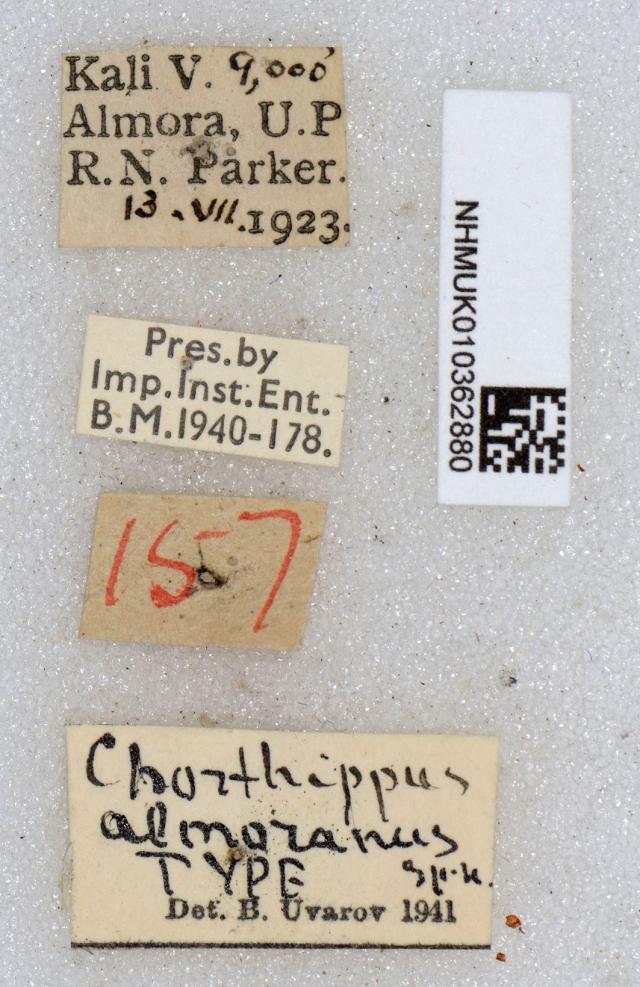 Kali V. 9,000'
Almora, U.P
R.N. Parker.
13.VII.1923.
Pres.by
Imp.Inst.Ent.
B.M.1940-178.
157
Chorthippus
almoranus
TYPE sp.n.
Det. B. Uvarov 1941
NHMUK010362880